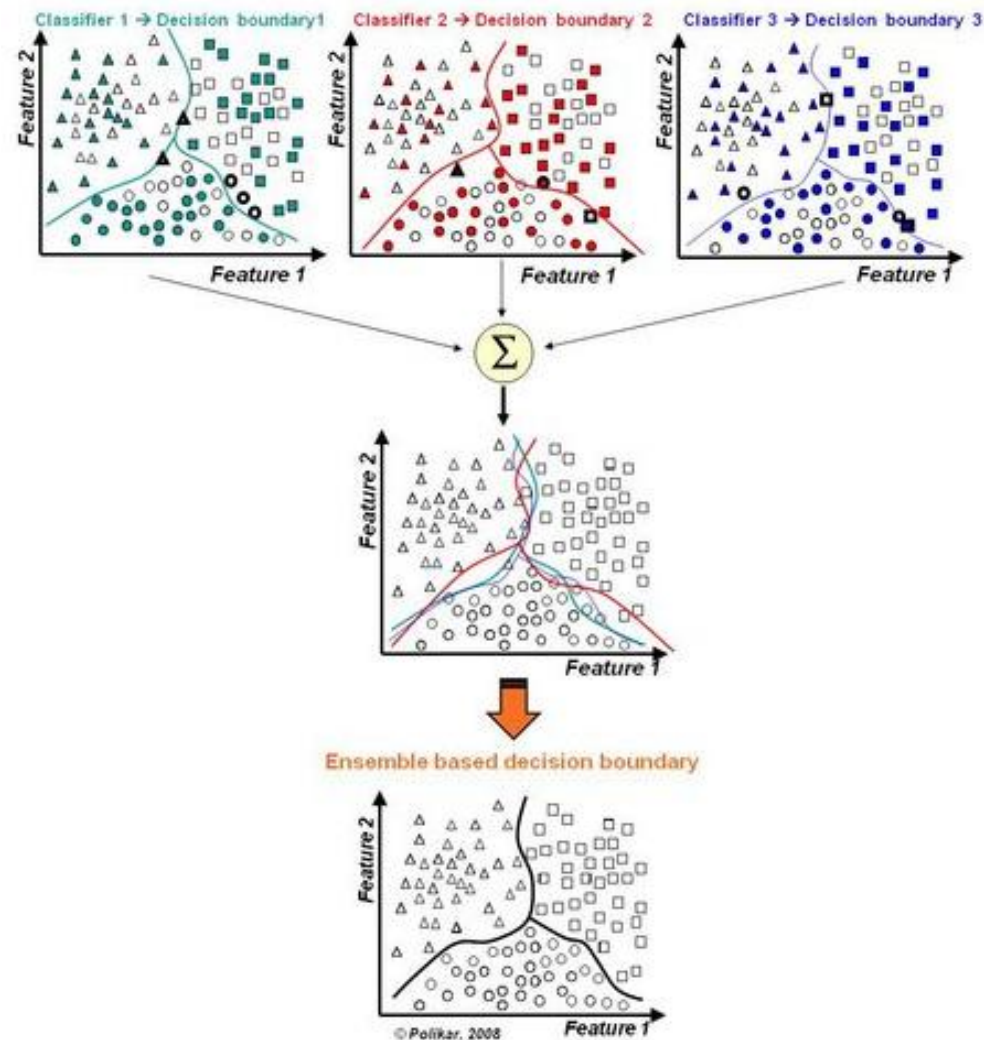 Classifier 1 → Decision boundary1
Classifier 2 → Decision boundary 2
Classifier 3 → Decision boundary 3
Feature 2
Feature 1
Feature 2
Feature 1
Feature 2
Feature 1
Σ
Feature 2
Feature 1
Ensemble based decision boundary
Feature 2
Feature 1
© Polikar, 2008